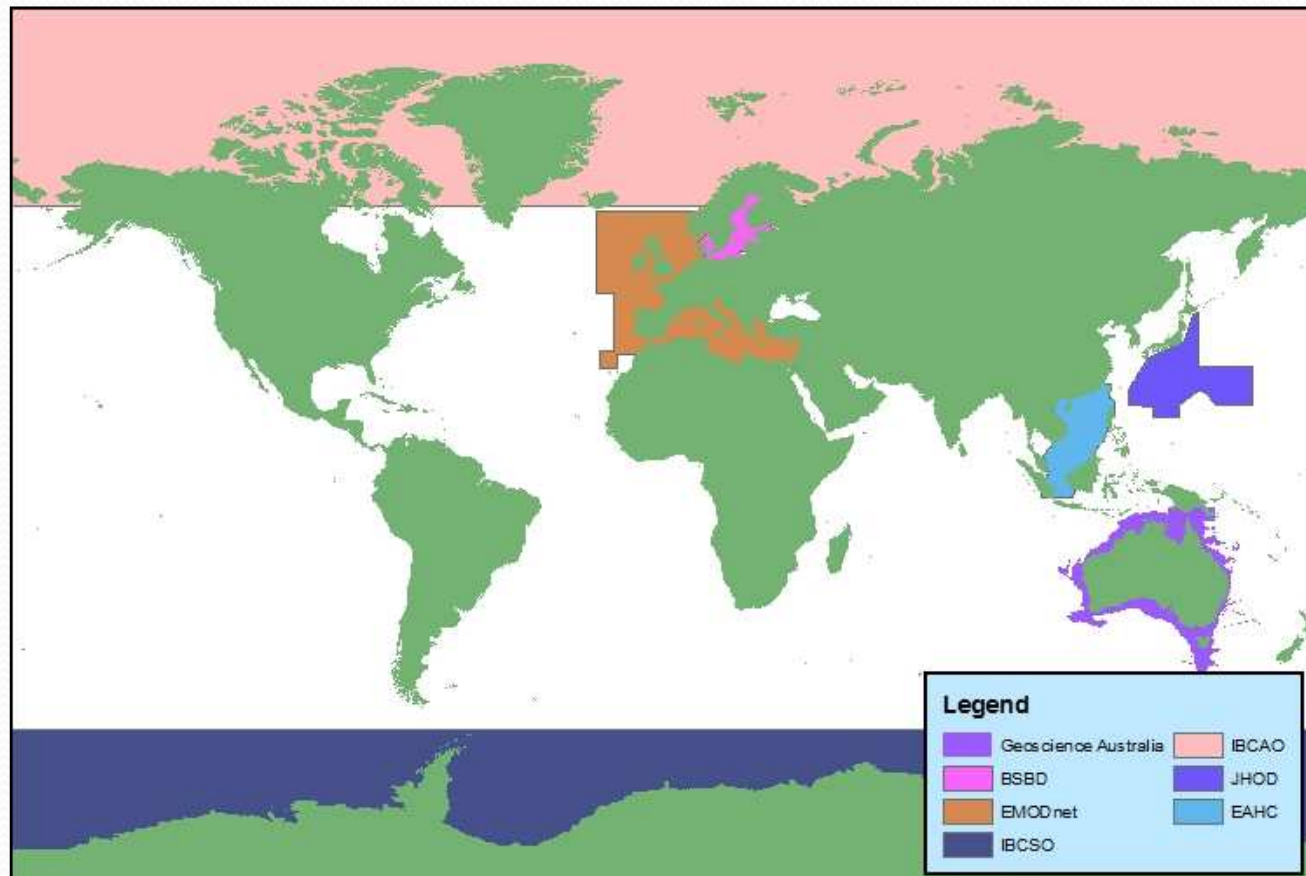 Legend
Geoscience Australia
BSBD
EMODnet
IBCSO
IBCAO
JHOD
EAHC